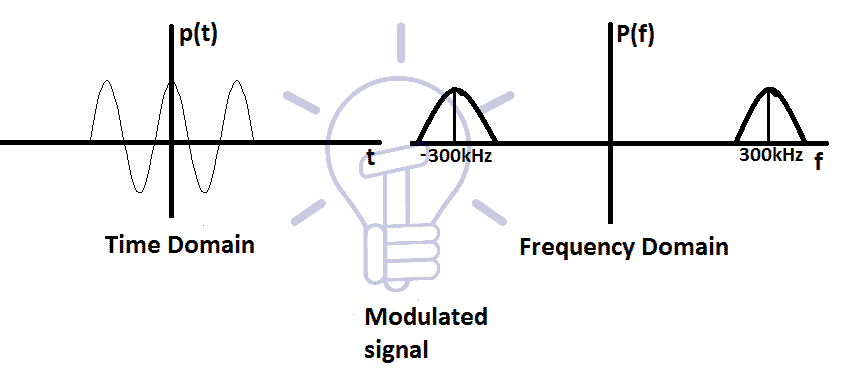 p(t)
P(f)
t
-300kHz
300kHz
f
Time Domain
Frequency Domain
Modulated
signal